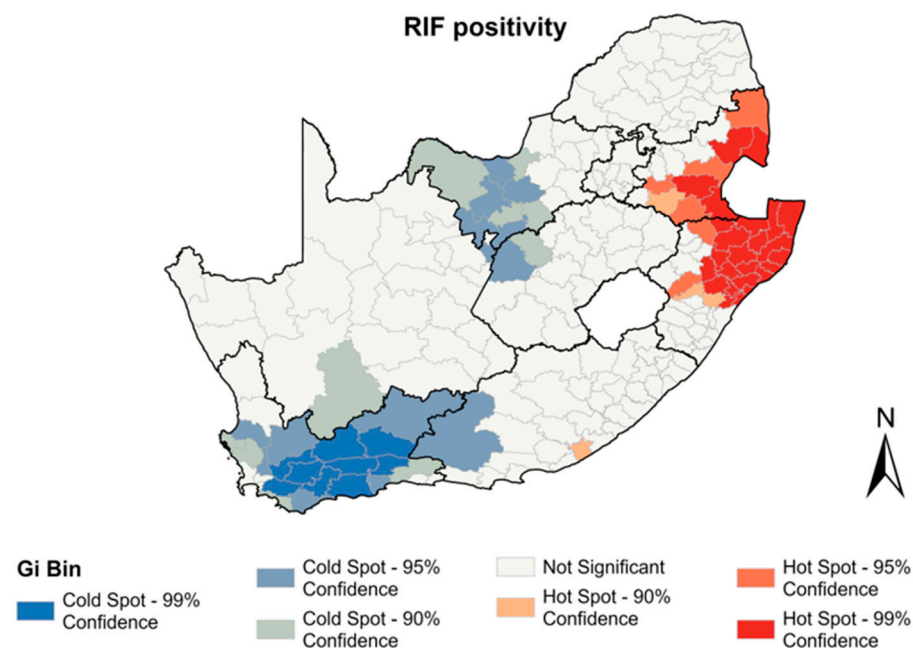 RIF positivity
N
Gi Bin
Cold Spot - 99%
Confidence
Cold Spot - 95%
Confidence
Cold Spot - 90%
Confidence
Not Significant
Hot Spot - 90%
Confidence
Hot Spot - 95%
Confidence
Hot Spot - 99%
Confidence